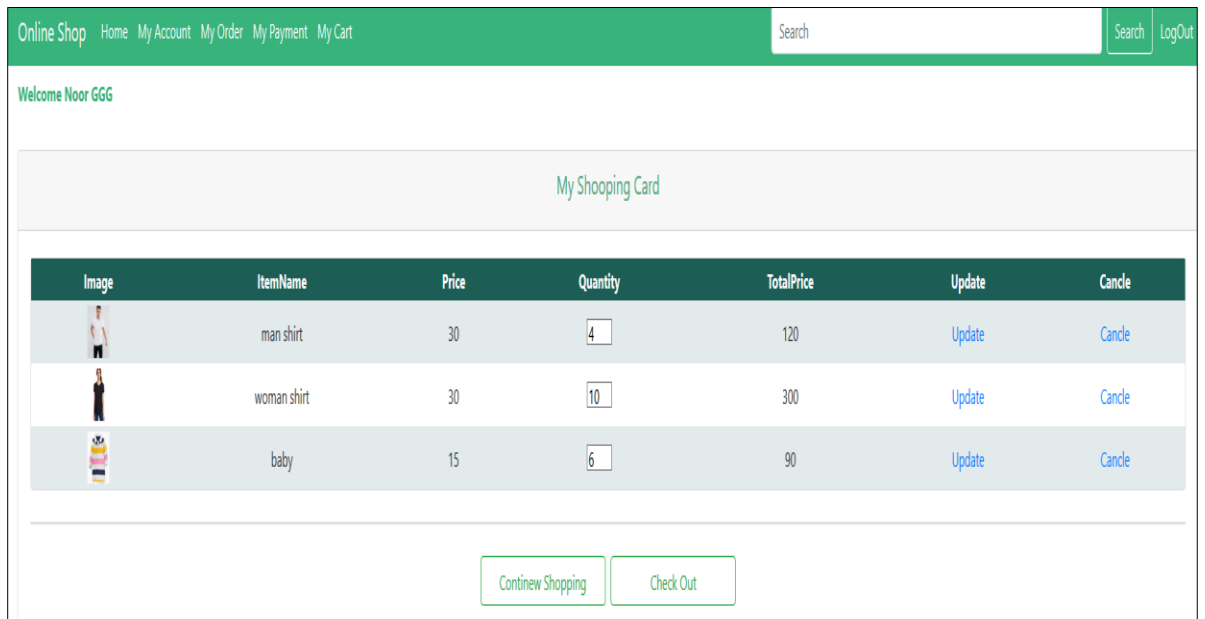 Online Shop Home My Account My Order My Payment My Cart Search Search LogOut
Welcome Noor GGG
My Shooping Card
Image ItemName Price Quantity TotalPrice Update Cancle
man shirt 30 4 120 Update Cancle
woman shirt 30 10 300 Update Cancle
baby 15 6 90 Update Cancle
Continew Shopping Check Out